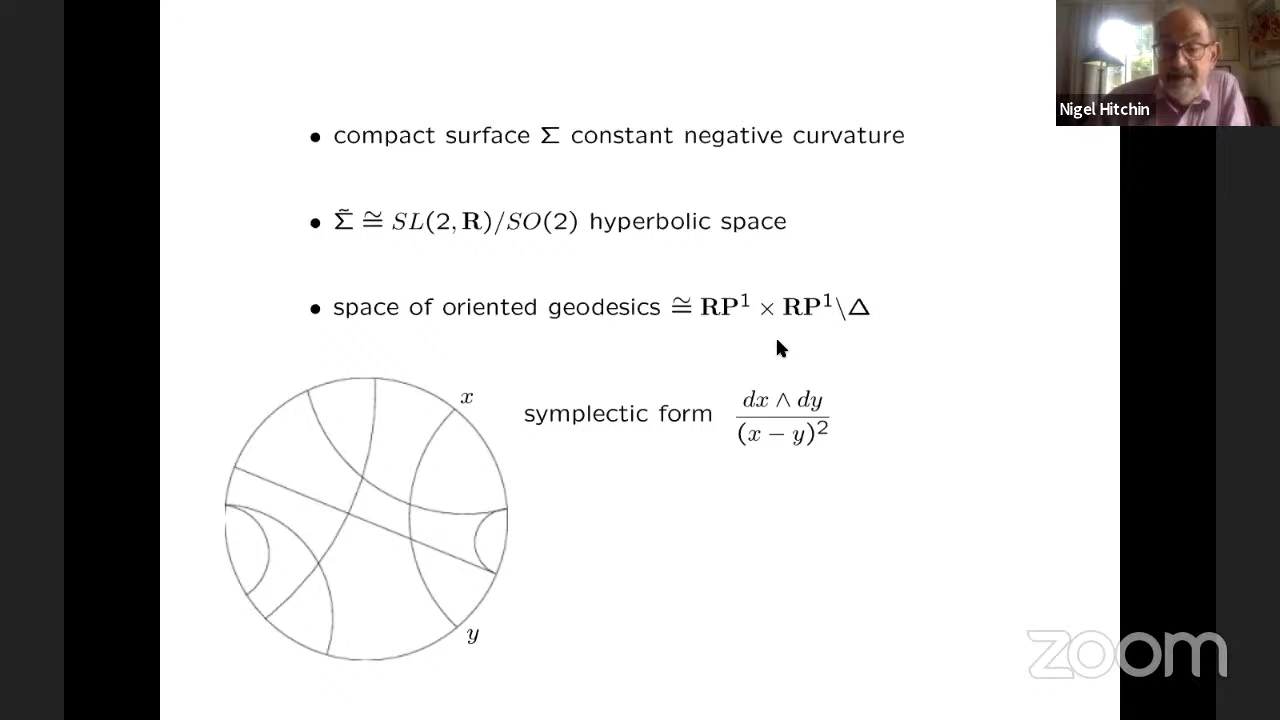 Nigel Hitchin
• compact surface Σ constant negative curvature
• Σ̃ ≅ SL(2, R)/SO(2) hyperbolic space
• space of oriented geodesics ≅ RP¹ × RP¹\Δ
x
symplectic form dx ∧ dy / (x − y)²
y
zoom